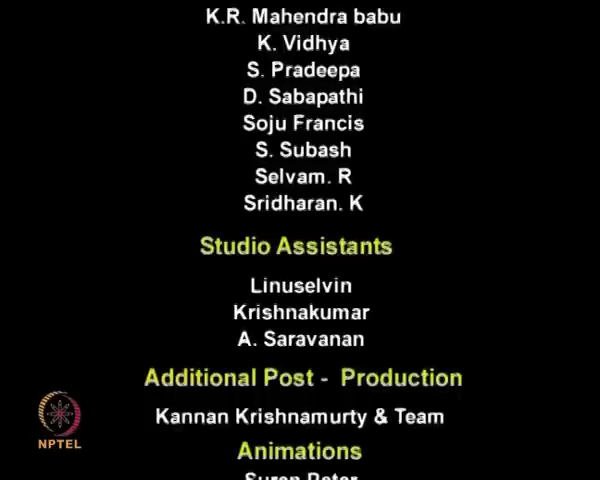 K.R. Mahendra babu
K. Vidhya
S. Pradeepa
D. Sabapathi
Soju Francis
S. Subash
Selvam. R
Sridharan. K
Studio Assistants
Linuselvin
Krishnakumar
A. Saravanan
Additional Post - Production
Kannan Krishnamurty & Team
NPTEL
Animations